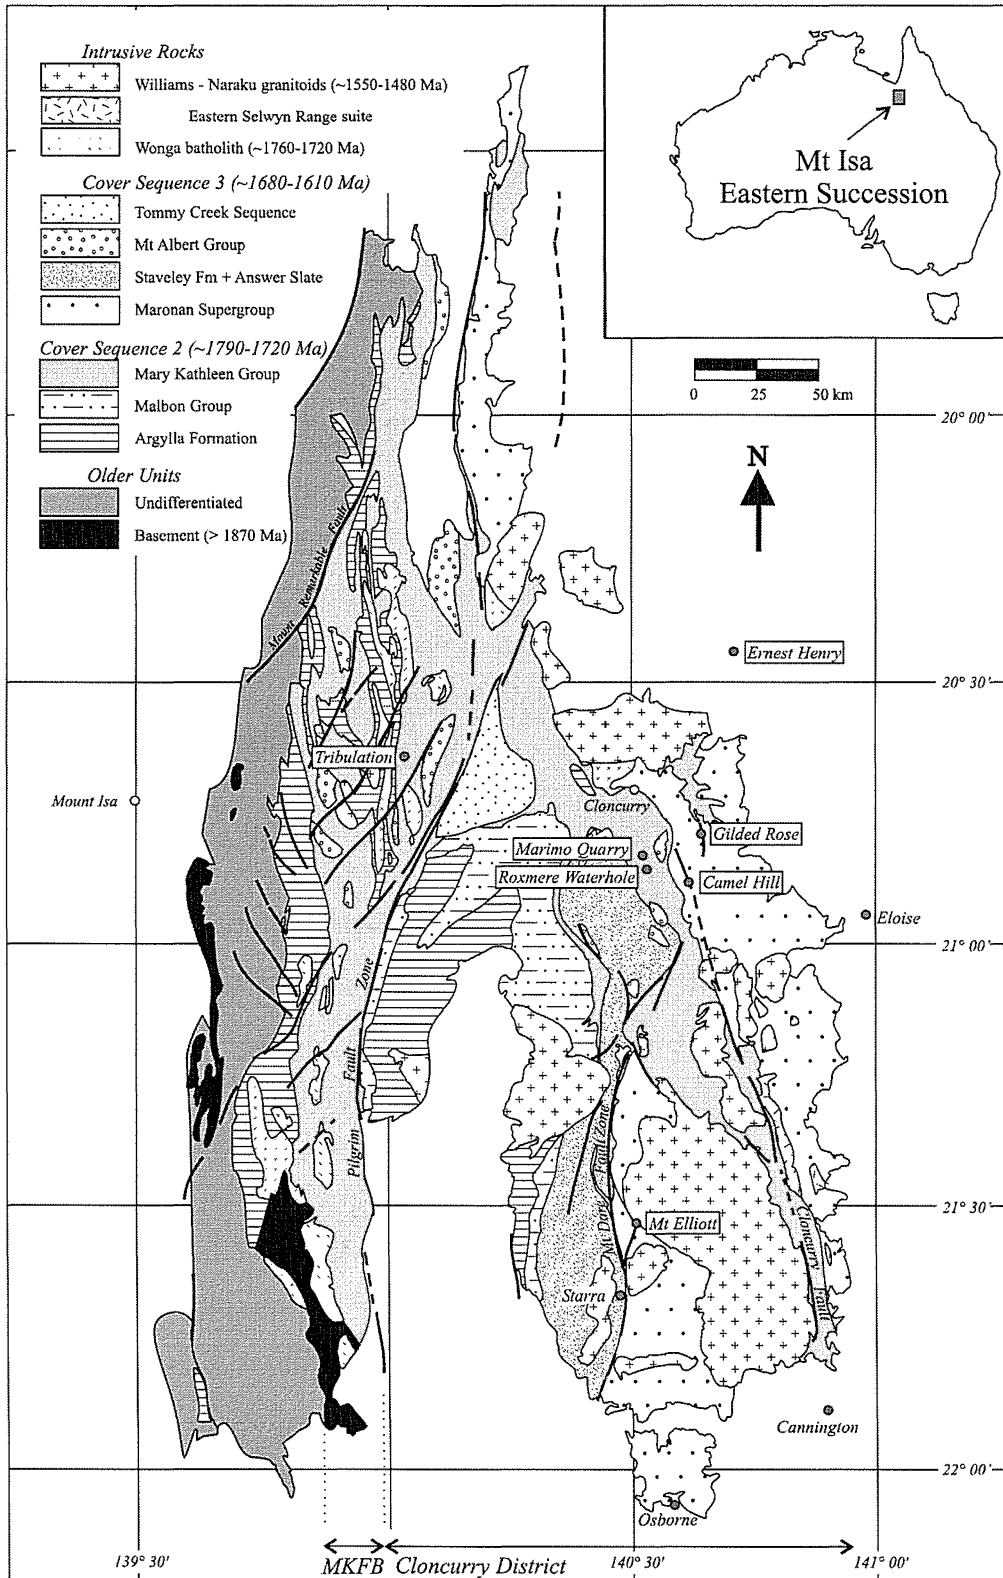 Intrusive Rocks
Williams - Naraku granitoids (~1550-1480 Ma)
Eastern Selwyn Range suite
Wonga batholith (~1760-1720 Ma)
Cover Sequence 3 (~1680-1610 Ma)
Tommy Creek Sequence
Mt Albert Group
Staveley Fm + Answer Slate
Maronan Supergroup
Cover Sequence 2 (~1790-1720 Ma)
Mary Kathleen Group
Malbon Group
Argylla Formation
Older Units
Undifferentiated
Basement (> 1870 Ma)
Mt Isa
Eastern Succession
0 25 50 km
N
20° 00'
20° 30'
21° 00'
21° 30'
22° 00'
Mount Remarkable Fault
Ernest Henry
Tribulation
Mount Isa
Cloncurry
Gilded Rose
Marimo Quarry
Roxmere Waterhole
Camel Hill
Eloise
Pilgrim Fault Zone
Mt Dore Fault Zone
Mt Elliott
Cloncurry Fault
Starra
Cannington
Osborne
139° 30'
MKFB Cloncurry District
140° 30'
141° 00'